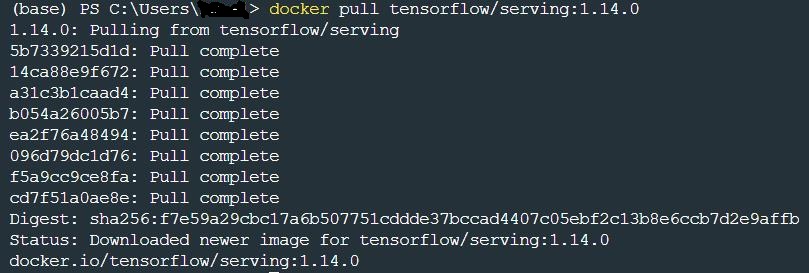 (base) PS C:\Users\> docker pull tensorflow/serving:1.14.0
1.14.0: Pulling from tensorflow/serving
5b7339215d1d: Pull complete
14ca88e9f672: Pull complete
a31c3b1caad4: Pull complete
b054a26005b7: Pull complete
ea2f76a48494: Pull complete
096d79dc1d76: Pull complete
f5a9cc9ce8fa: Pull complete
cd7f51a0ae8e: Pull complete
Digest: sha256:f7e59a29cbc17a6b507751cddde37bccad4407c05ebf2c13b8e6ccb7d2e9affb
Status: Downloaded newer image for tensorflow/serving:1.14.0
docker.io/tensorflow/serving:1.14.0